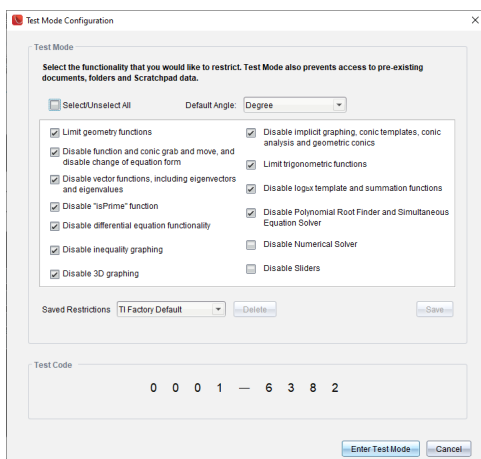 Test Mode Configuration
Test Mode
Select the functionality that you would like to restrict. Test Mode also prevents access to pre-existing
documents, folders and Scratchpad data.
Select/Unselect All
Default Angle:
Degree
Limit geometry functions
Disable function and conic grab and move, and
disable change of equation form
Disable vector functions, including eigenvectors
and eigenvalues
Disable "isPrime" function
Disable differential equation functionality
Disable inequality graphing
Disable 3D graphing
Disable implicit graphing, conic templates, conic
analysis and geometric conics
Limit trigonometric functions
Disable logbx template and summation functions
Disable Polynomial Root Finder and Simultaneous
Equation Solver
Disable Numerical Solver
Disable Sliders
Saved Restrictions
TI Factory Default
Delete
Save
Test Code
0 0 0 1 — 6 3 8 2
Enter Test Mode
Cancel